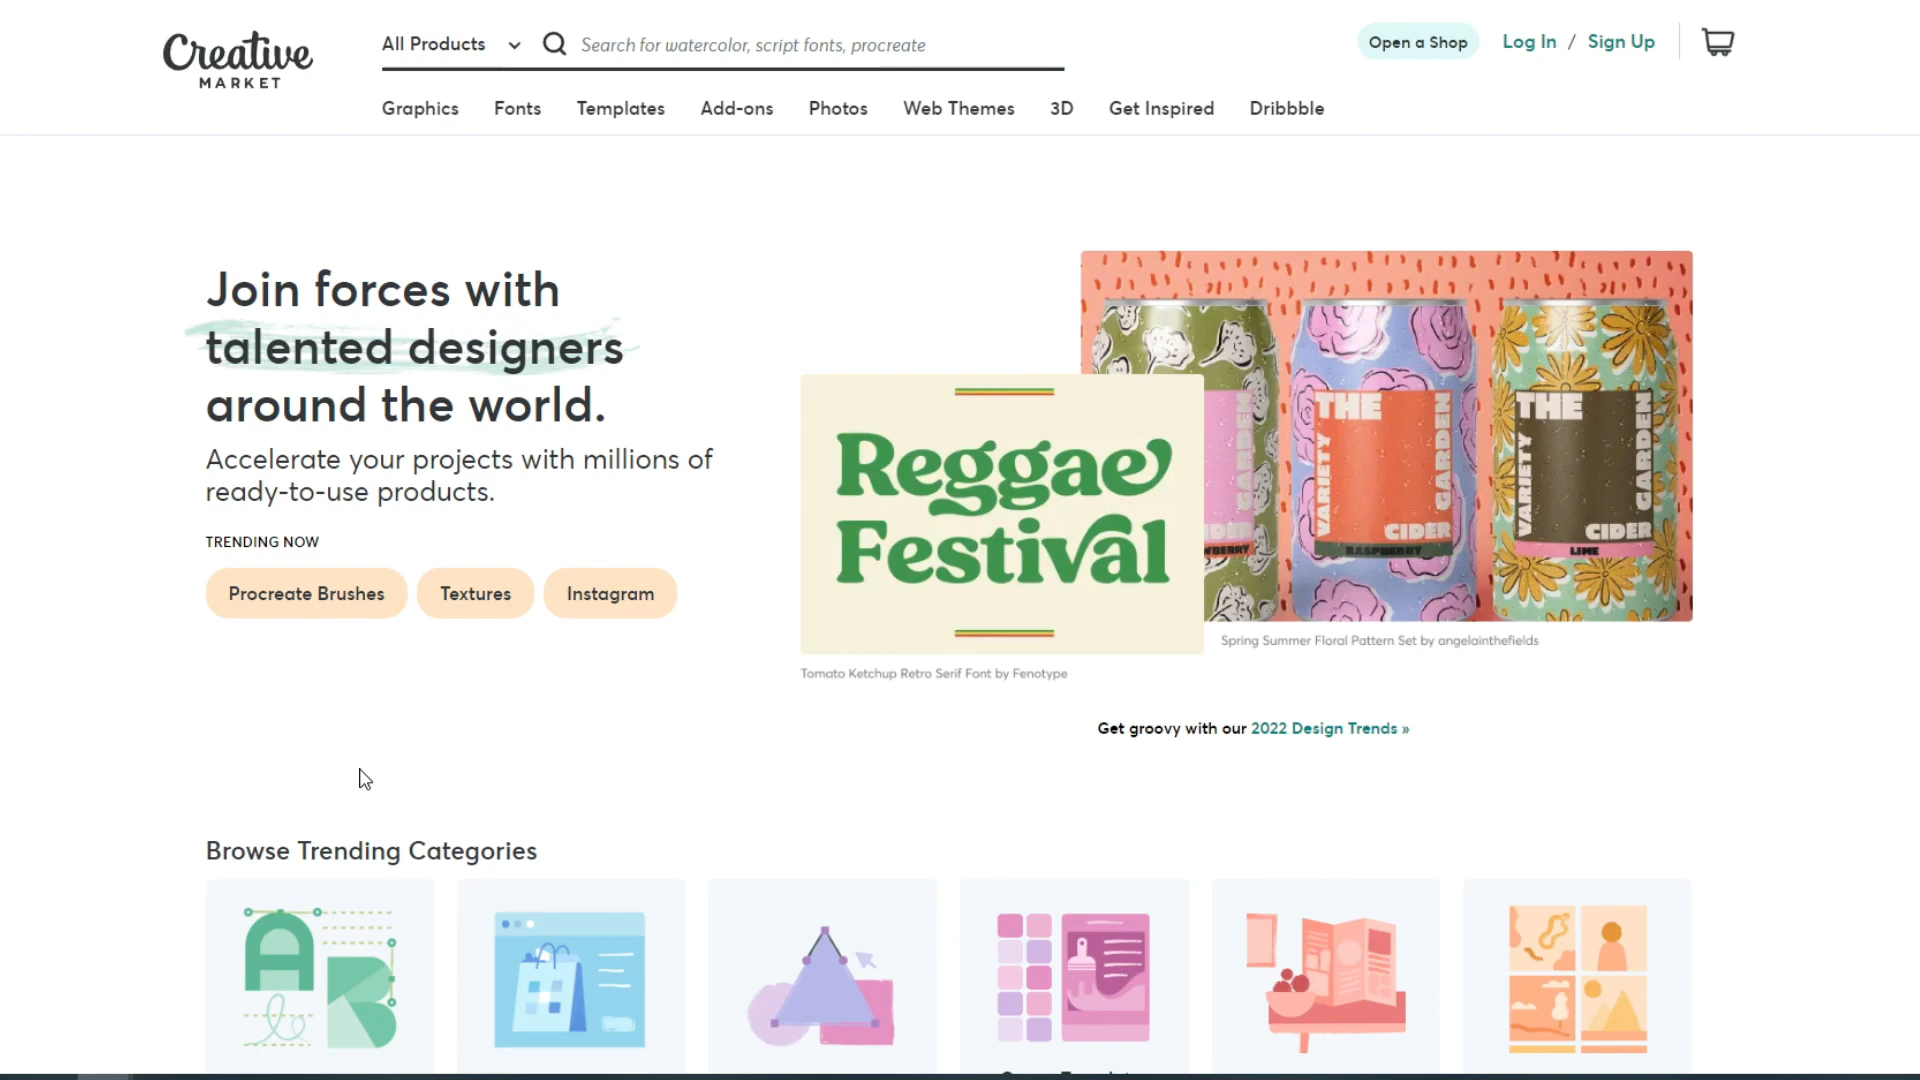 Creative
MARKET
All Products
Search for watercolor, script fonts, procreate
Open a Shop
Log In / Sign Up
Graphics
Fonts
Templates
Add-ons
Photos
Web Themes
3D
Get Inspired
Dribbble
Join forces with
talented designers
around the world.
Accelerate your projects with millions of
ready-to-use products.
TRENDING NOW
Procreate Brushes
Textures
Instagram
Reggae
Festival
Tomato Ketchup Retro Serif Font by Fenotype
GARDEN
THE
VARIETY
GARDEN
CIDER
RASPBERRY
THE
VARIETY
GARDEN
CIDER
LIME
Spring Summer Floral Pattern Set by angelainthefields
Get groovy with our 2022 Design Trends »
Browse Trending Categories